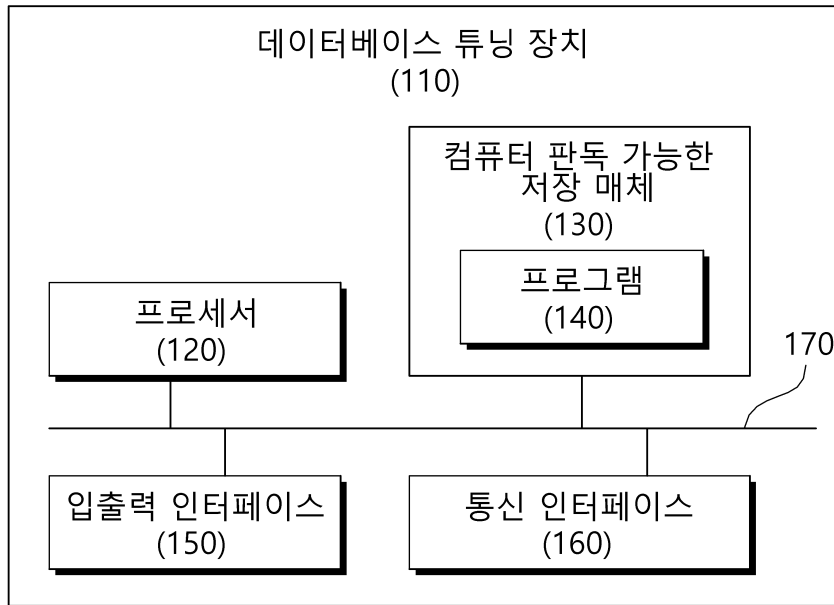 데이터베이스 튜닝 장치
(110)
컴퓨터 판독 가능한
저장 매체
(130)
프로그램
(140)
프로세서
(120)
170
입출력 인터페이스
(150)
통신 인터페이스
(160)